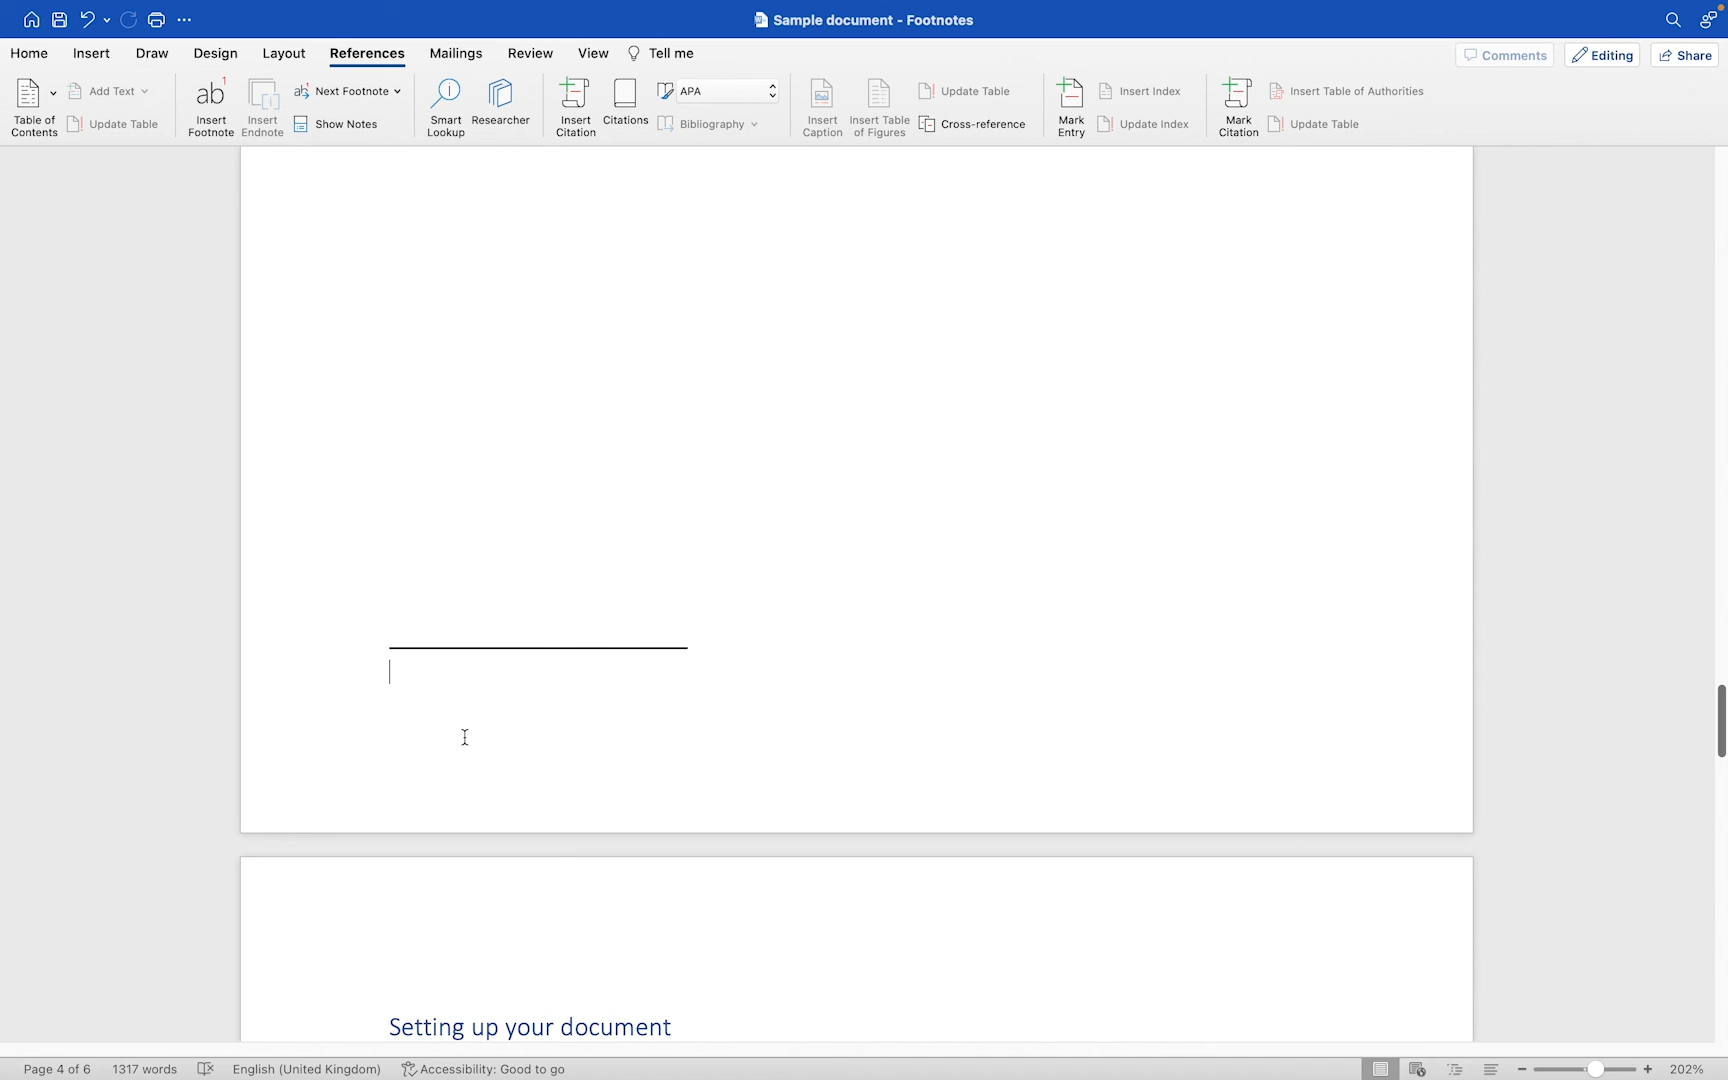 Sample document - Footnotes
Home Insert Draw Design Layout References Mailings Review View Tell me
Comments Editing Share
Table of Contents
Add Text
Update Table
ab 1
Insert Footnote
Insert Endnote
ab Next Footnote
Show Notes
Smart Lookup
Researcher
Insert Citation
Citations
APA
Bibliography
Insert Caption
Insert Table of Figures
Update Table
Cross-reference
Mark Entry
Insert Index
Update Index
Mark Citation
Insert Table of Authorities
Update Table
Setting up your document
Page 4 of 6 1317 words English (United Kingdom) Accessibility: Good to go 202%